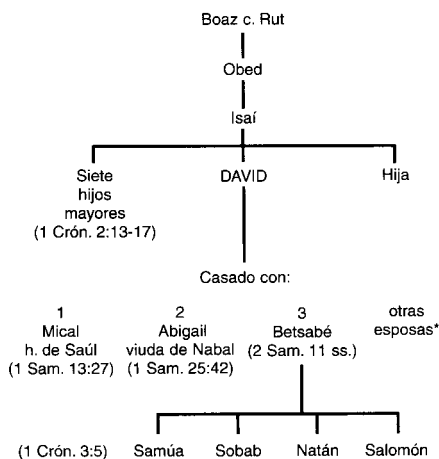 Boaz c. Rut
Obed
Isaí
Siete
hijos
mayores
(1 Crón. 2:13-17)
DAVID
Hija
Casado con:
1
Mical
h. de Saúl
(1 Sam. 13:27)
2
Abigail
viuda de Nabal
(1 Sam. 25:42)
3
Betsabé
(2 Sam. 11 ss.)
otras
esposas*
(1 Crón. 3:5)
Samúa
Sobab
Natán
Salomón